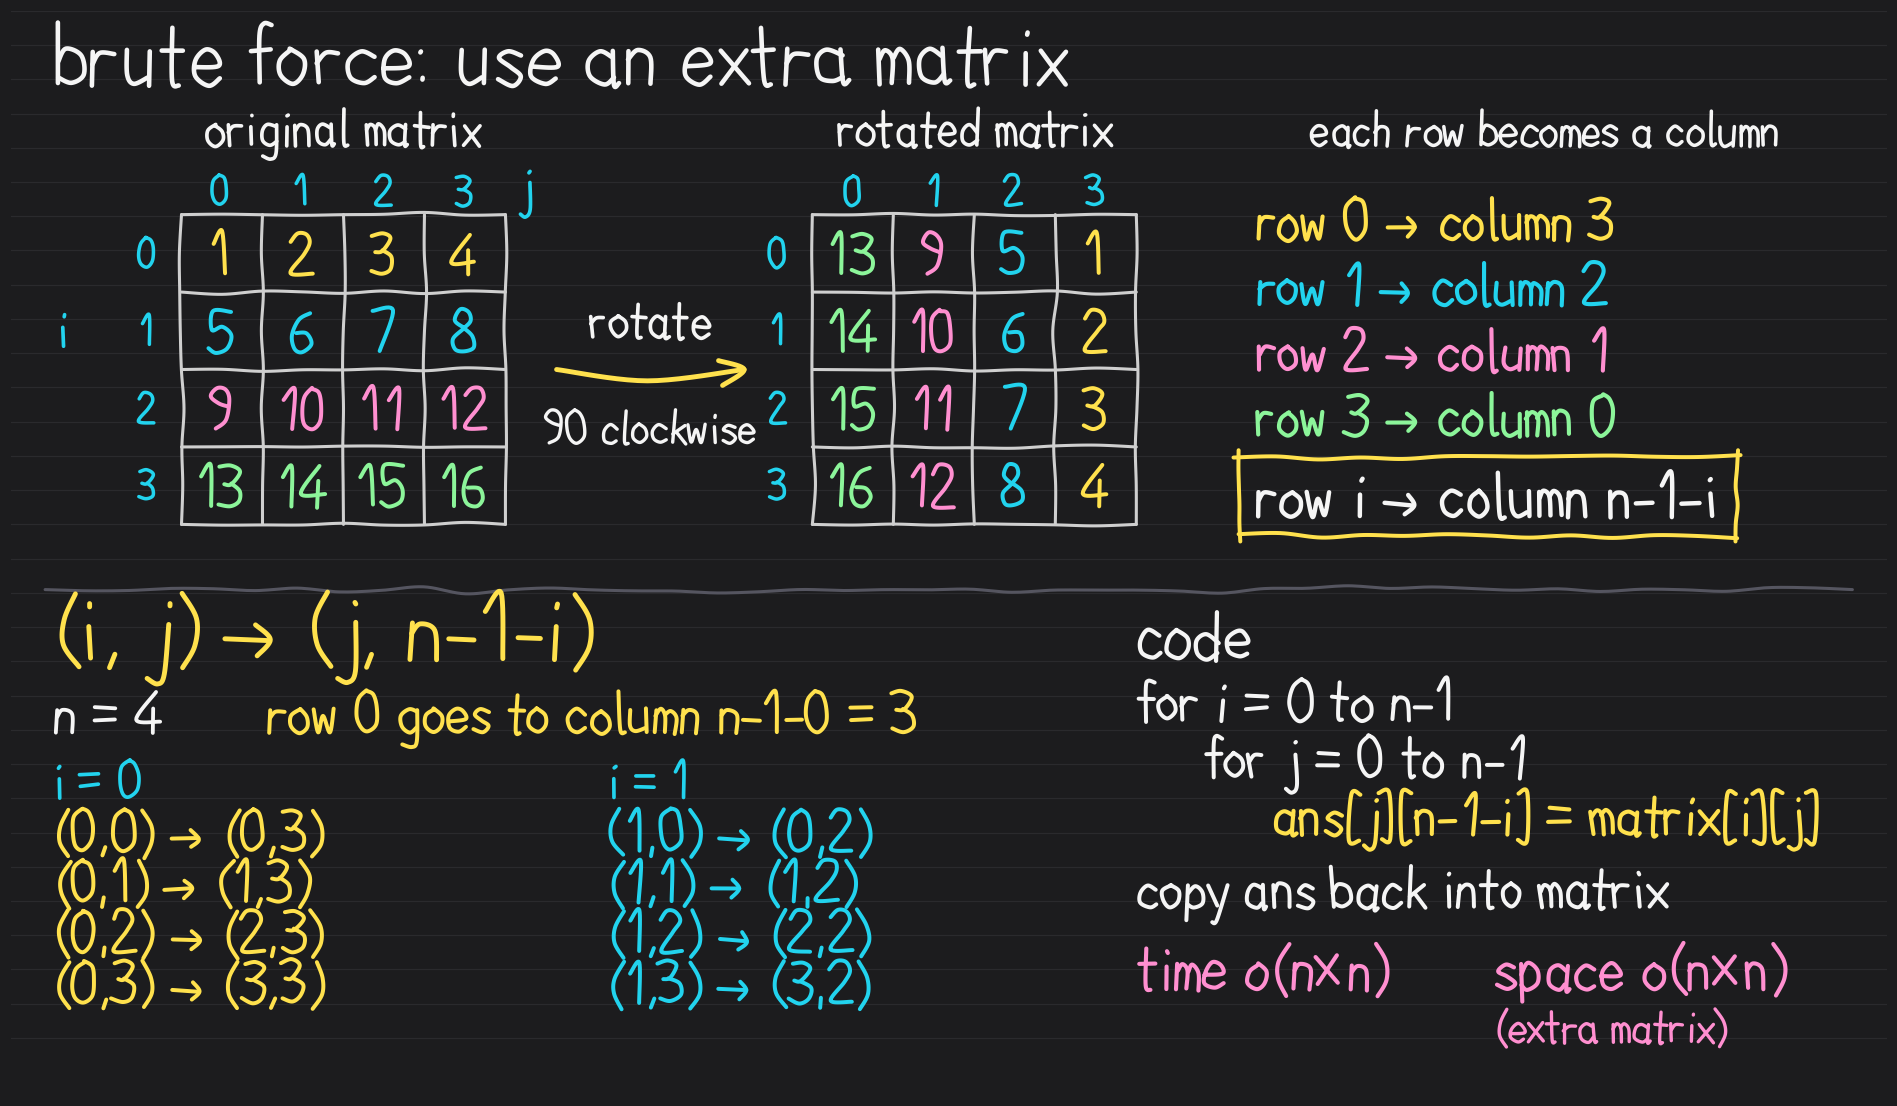 brute force: use an extra matrix
original matrix
0 1 2 3 j
0 1 2 3 4
i 1 5 6 7 8
2 9 10 11 12
3 13 14 15 16
rotate
90 clockwise
rotated matrix
0 1 2 3
0 13 9 5 1
1 14 10 6 2
2 15 11 7 3
3 16 12 8 4
each row becomes a column
row 0 → column 3
row 1 → column 2
row 2 → column 1
row 3 → column 0
row i → column n-1-i
(i, j) → (j, n-1-i)
n = 4 row 0 goes to column n-1-0 = 3
i = 0
(0,0) → (0,3)
(0,1) → (1,3)
(0,2) → (2,3)
(0,3) → (3,3)
i = 1
(1,0) → (0,2)
(1,1) → (1,2)
(1,2) → (2,2)
(1,3) → (3,2)
code
for i = 0 to n-1
for j = 0 to n-1
ans[j][n-1-i] = matrix[i][j]
copy ans back into matrix
time o(nxn) space o(nxn)
(extra matrix)